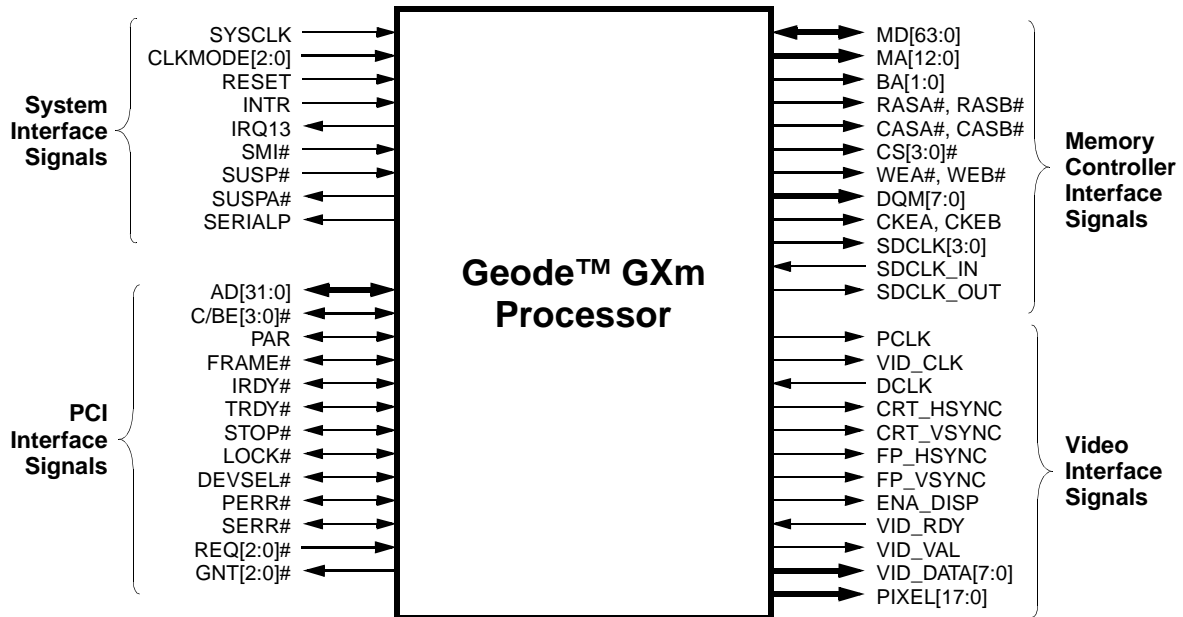 System
Interface
Signals
SYSCLK
CLKMODE[2:0]
RESET
INTR
IRQ13
SMI#
SUSP#
SUSPA#
SERIALP
PCI
Interface
Signals
AD[31:0]
C/BE[3:0]#
PAR
FRAME#
IRDY#
TRDY#
STOP#
LOCK#
DEVSEL#
PERR#
SERR#
REQ[2:0]#
GNT[2:0]#
Geode™ GXm
Processor
MD[63:0]
MA[12:0]
BA[1:0]
RASA#, RASB#
CASA#, CASB#
CS[3:0]#
WEA#, WEB#
DQM[7:0]
CKEA, CKEB
SDCLK[3:0]
SDCLK_IN
SDCLK_OUT
Memory
Controller
Interface
Signals
PCLK
VID_CLK
DCLK
CRT_HSYNC
CRT_VSYNC
FP_HSYNC
FP_VSYNC
ENA_DISP
VID_RDY
VID_VAL
VID_DATA[7:0]
PIXEL[17:0]
Video
Interface
Signals